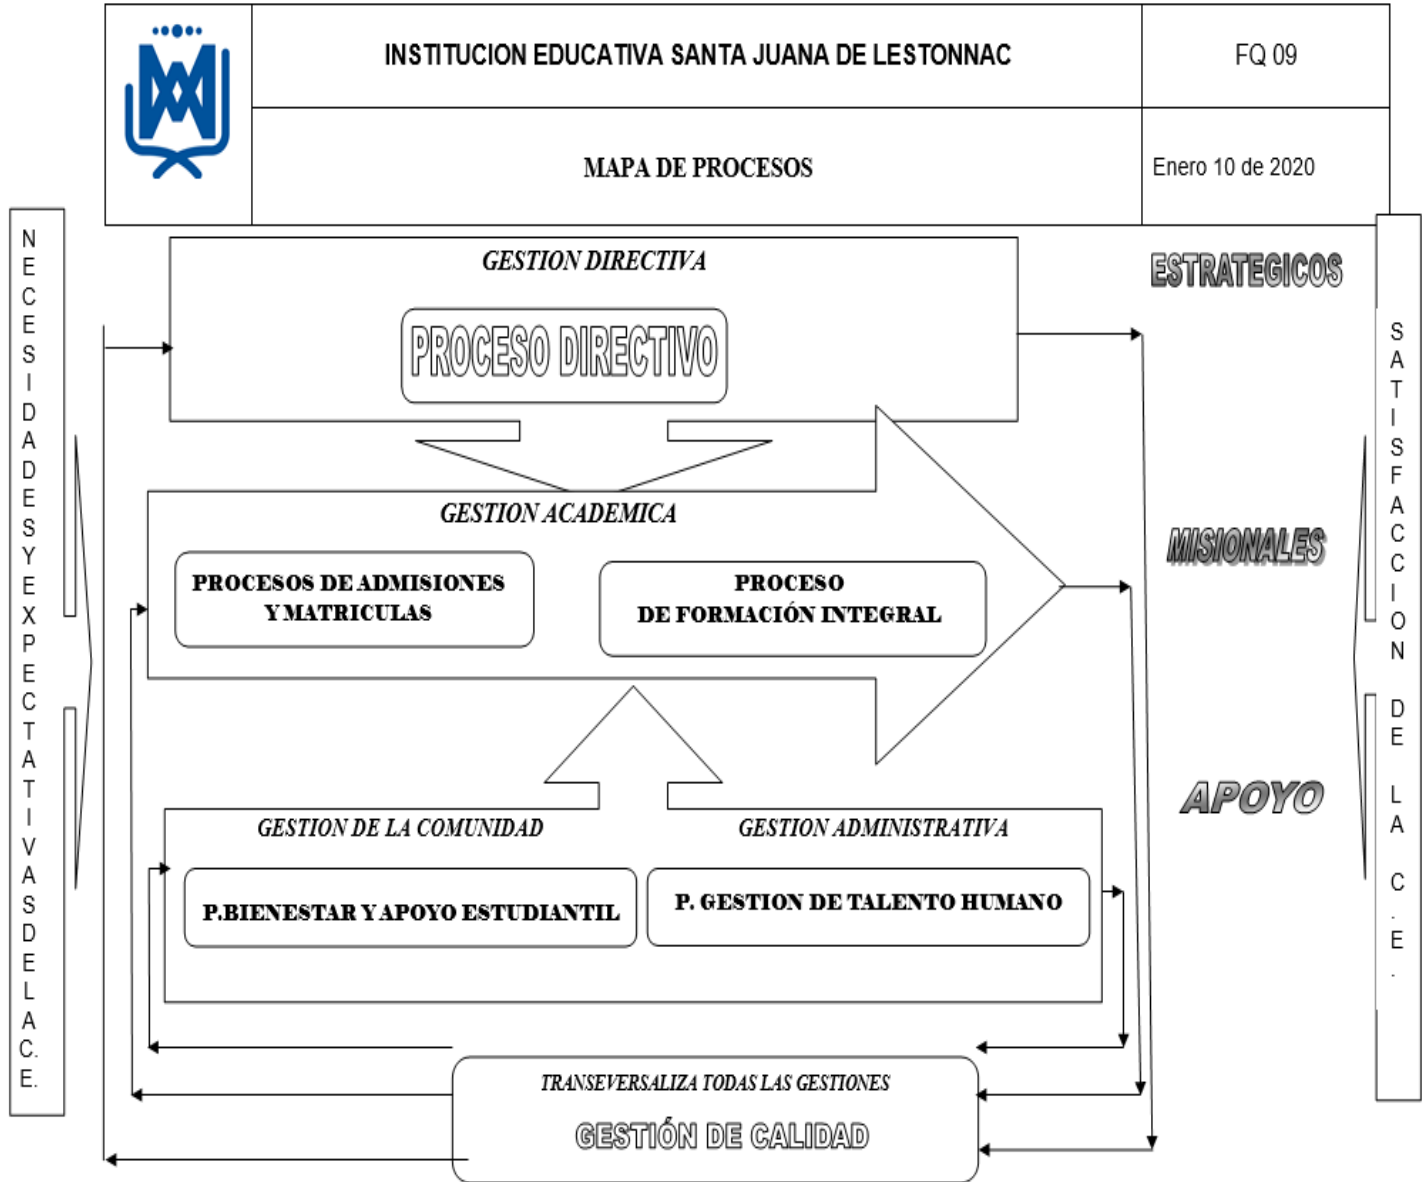 INSTITUCION EDUCATIVA SANTA JUANA DE LESTONNAC
FQ 09
MAPA DE PROCESOS
Enero 10 de 2020
NECESIDADES Y EXPECTATIVAS DE LA C.E.
GESTION DIRECTIVA
PROCESO DIRECTIVO
ESTRATEGICOS
GESTION ACADEMICA
PROCESOS DE ADMISIONES
Y MATRICULAS
PROCESO
DE FORMACIÓN INTEGRAL
MISIONALES
GESTION DE LA COMUNIDAD
GESTION ADMINISTRATIVA
P.BIENESTAR Y APOYO ESTUDIANTIL
P. GESTION DE TALENTO HUMANO
APOYO
TRANSEVERSALIZA TODAS LAS GESTIONES
GESTIÓN DE CALIDAD
SATISFACCION DE LA C.E.